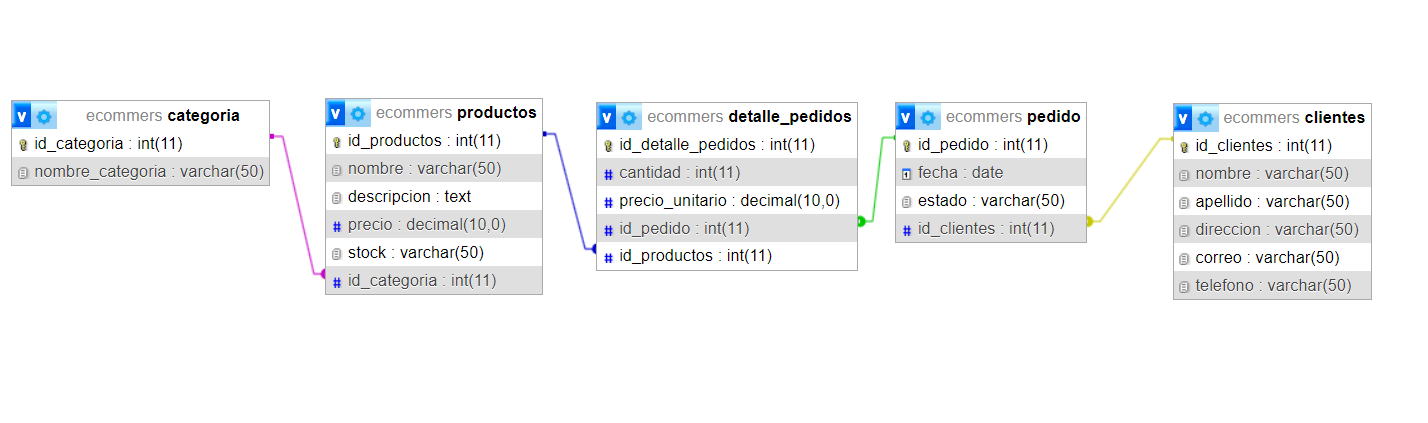 ecommers categoria
id_categoria : int(11)
nombre_categoria : varchar(50)
ecommers productos
id_productos : int(11)
nombre : varchar(50)
descripcion : text
precio : decimal(10,0)
stock : varchar(50)
id_categoria : int(11)
ecommers detalle_pedidos
id_detalle_pedidos : int(11)
cantidad : int(11)
precio_unitario : decimal(10,0)
id_pedido : int(11)
id_productos : int(11)
ecommers pedido
id_pedido : int(11)
fecha : date
estado : varchar(50)
id_clientes : int(11)
ecommers clientes
id_clientes : int(11)
nombre : varchar(50)
apellido : varchar(50)
direccion : varchar(50)
correo : varchar(50)
telefono : varchar(50)